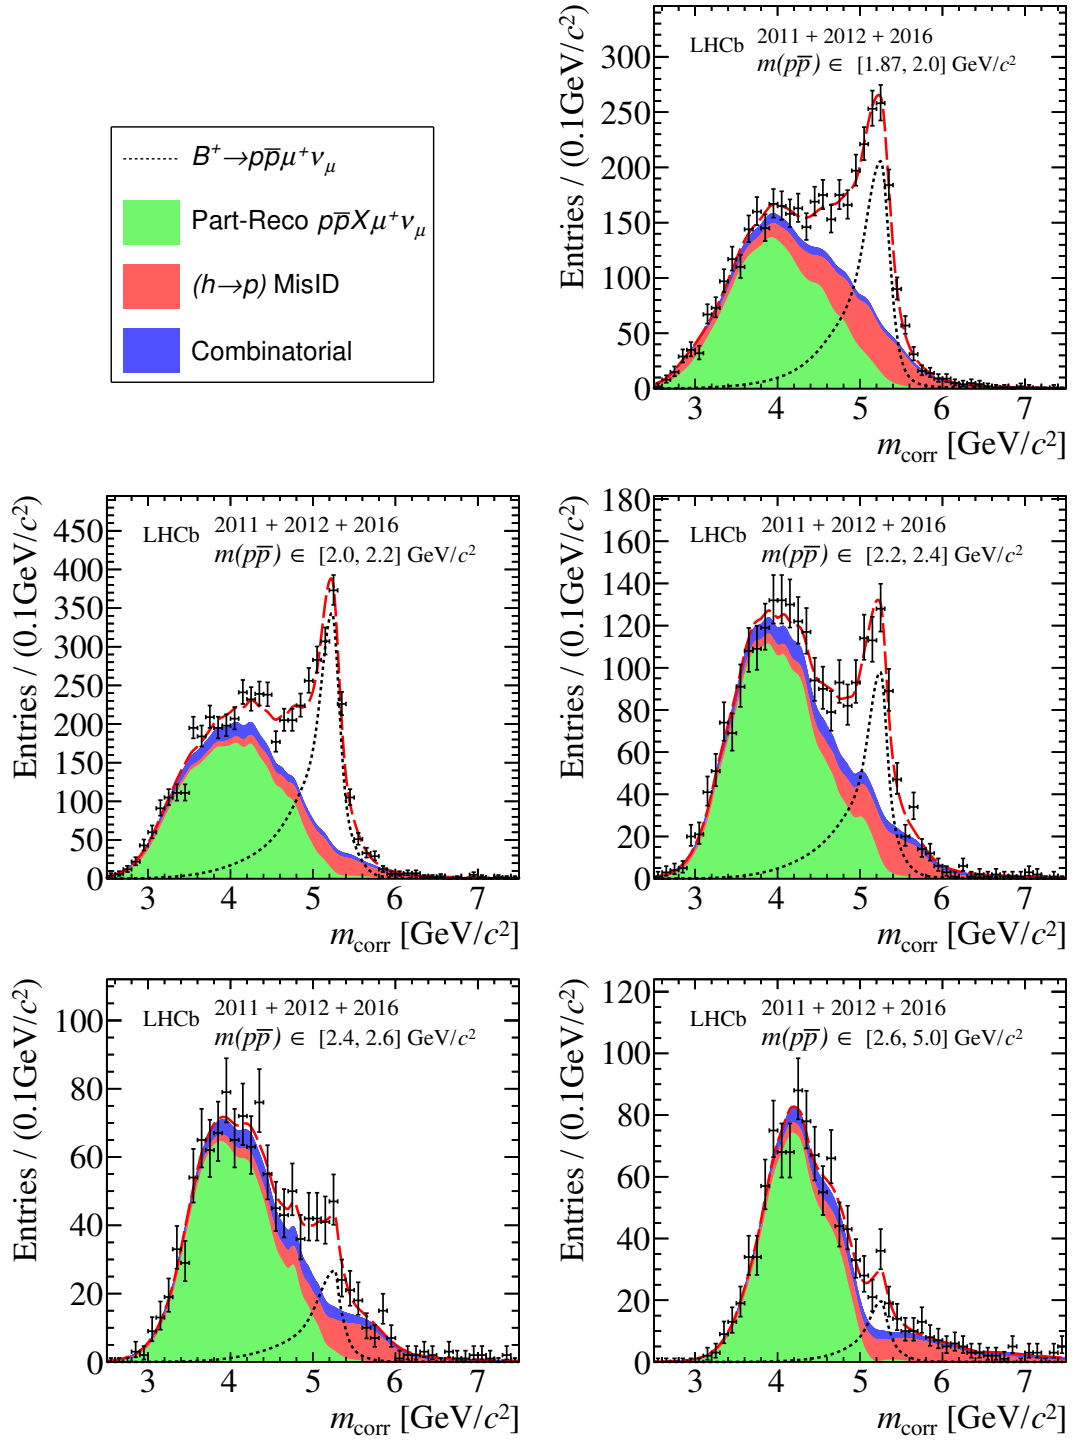 B⁺→pp̅μ⁺ν_μ
Part-Reco pp̅Xμ⁺ν_μ
(h→p) MisID
Combinatorial
Entries / (0.1GeV/c²)
300
250
200
150
100
50
0
LHCb 2011 + 2012 + 2016
m(pp̅) ∈ [1.87, 2.0] GeV/c²
3 4 5 6 7
m_corr [GeV/c²]
Entries / (0.1GeV/c²)
450
400
350
300
250
200
150
100
50
0
LHCb 2011 + 2012 + 2016
m(pp̅) ∈ [2.0, 2.2] GeV/c²
3 4 5 6 7
m_corr [GeV/c²]
Entries / (0.1GeV/c²)
180
160
140
120
100
80
60
40
20
0
LHCb 2011 + 2012 + 2016
m(pp̅) ∈ [2.2, 2.4] GeV/c²
3 4 5 6 7
m_corr [GeV/c²]
Entries / (0.1GeV/c²)
100
80
60
40
20
0
LHCb 2011 + 2012 + 2016
m(pp̅) ∈ [2.4, 2.6] GeV/c²
3 4 5 6 7
m_corr [GeV/c²]
Entries / (0.1GeV/c²)
120
100
80
60
40
20
0
LHCb 2011 + 2012 + 2016
m(pp̅) ∈ [2.6, 5.0] GeV/c²
3 4 5 6 7
m_corr [GeV/c²]